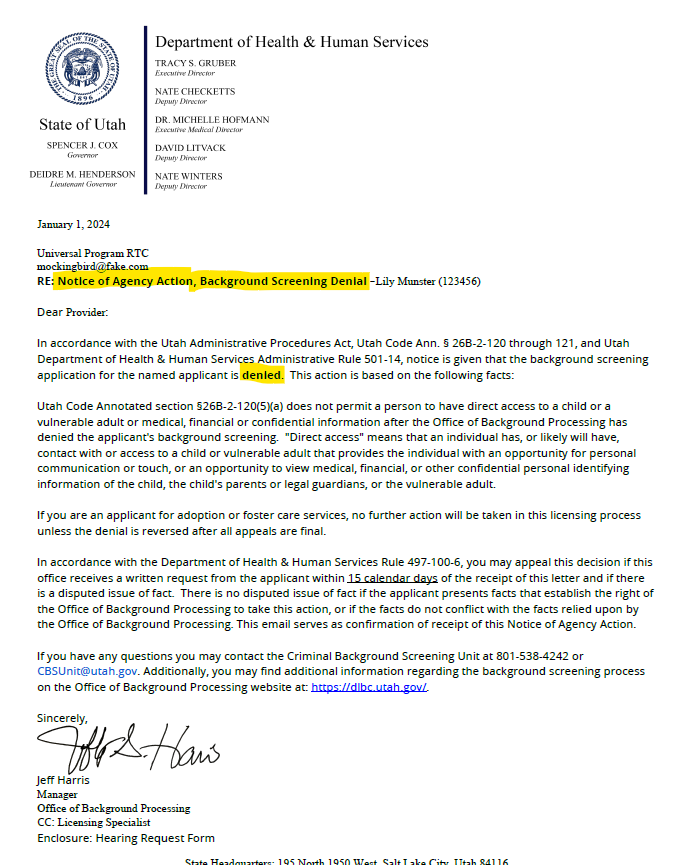 THE GREAT SEAL OF THE STATE OF UTAH
1896
State of Utah
SPENCER J. COX
Governor
DEIDRE M. HENDERSON
Lieutenant Governor
Department of Health & Human Services
TRACY S. GRUBER
Executive Director
NATE CHECKETTS
Deputy Director
DR. MICHELLE HOFMANN
Executive Medical Director
DAVID LITVACK
Deputy Director
NATE WINTERS
Deputy Director
January 1, 2024
Universal Program RTC
mockingbird@fake.com
RE: Notice of Agency Action, Background Screening Denial –Lily Munster (123456)
Dear Provider:
In accordance with the Utah Administrative Procedures Act, Utah Code Ann. § 26B-2-120 through 121, and Utah
Department of Health & Human Services Administrative Rule 501-14, notice is given that the background screening
application for the named applicant is denied. This action is based on the following facts:
Utah Code Annotated section §26B-2-120(5)(a) does not permit a person to have direct access to a child or a
vulnerable adult or medical, financial or confidential information after the Office of Background Processing has
denied the applicant's background screening. "Direct access" means that an individual has, or likely will have,
contact with or access to a child or vulnerable adult that provides the individual with an opportunity for personal
communication or touch, or an opportunity to view medical, financial, or other confidential personal identifying
information of the child, the child's parents or legal guardians, or the vulnerable adult.
If you are an applicant for adoption or foster care services, no further action will be taken in this licensing process
unless the denial is reversed after all appeals are final.
In accordance with the Department of Health & Human Services Rule 497-100-6, you may appeal this decision if this
office receives a written request from the applicant within 15 calendar days of the receipt of this letter and if there
is a disputed issue of fact. There is no disputed issue of fact if the applicant presents facts that establish the right of
the Office of Background Processing to take this action, or if the facts do not conflict with the facts relied upon by
the Office of Background Processing. This email serves as confirmation of receipt of this Notice of Agency Action.
If you have any questions you may contact the Criminal Background Screening Unit at 801-538-4242 or
CBSUnit@utah.gov. Additionally, you may find additional information regarding the background screening process
on the Office of Background Processing website at: https://dlbc.utah.gov/.
Sincerely,
Jeff S. Harris
Jeff Harris
Manager
Office of Background Processing
CC: Licensing Specialist
Enclosure: Hearing Request Form
State Headquarters: 195 North 1950 West, Salt Lake City, Utah 84116